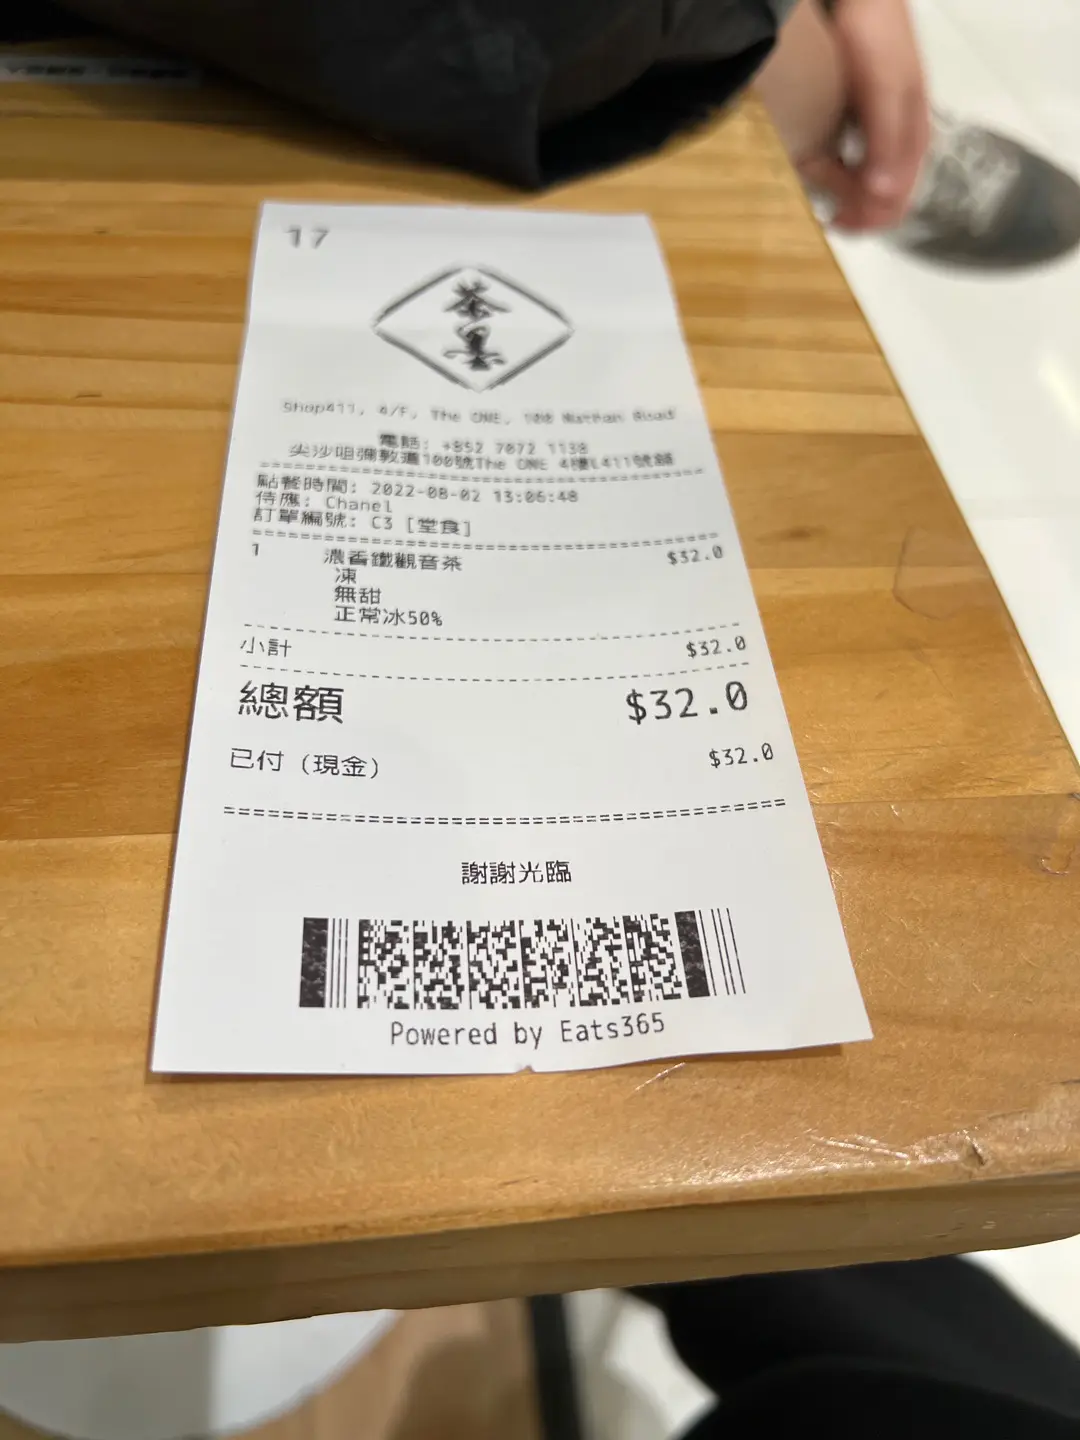 17
茶
墨
Shop411, 4/F, The ONE, 100 Nathan Road
電話: +852 7072 1138
尖沙咀彌敦道100號The ONE 4樓L411號舖
點餐時間: 2022-08-02 13:06:48
侍應: Chanel
訂單編號: C3 [堂食]
1 濃香鐵觀音茶 $32.0
凍
無甜
正常冰50%
小計 $32.0
總額 $32.0
已付 (現金) $32.0
謝謝光臨
Powered by Eats365